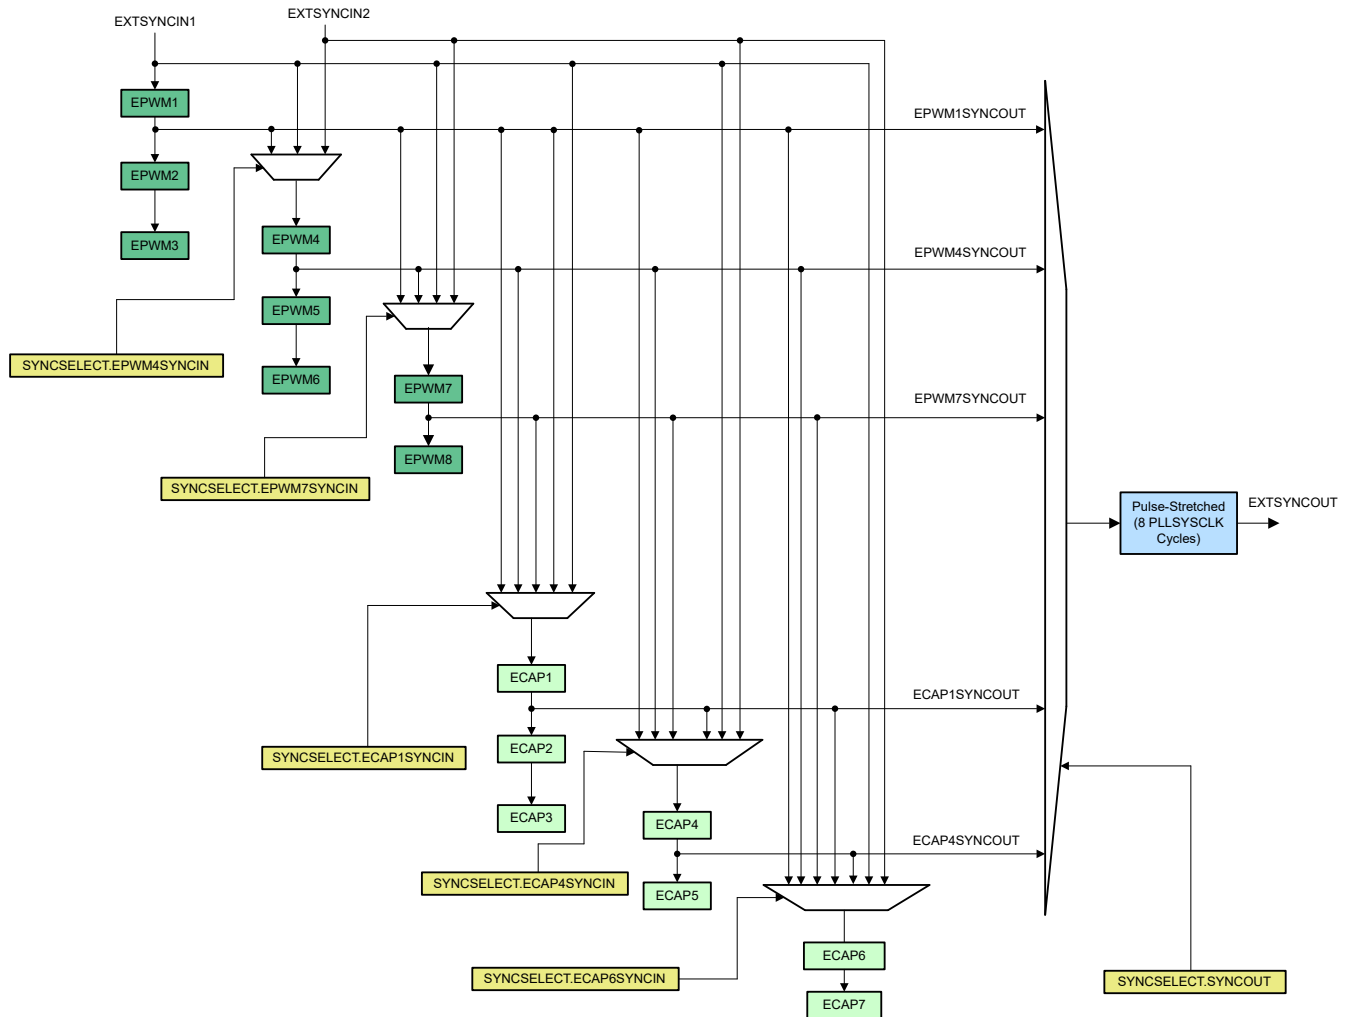 EXTSYNCIN1
EXTSYNCIN2
EPWM1
EPWM1SYNCOUT
EPWM2
EPWM3
EPWM4
EPWM4SYNCOUT
EPWM5
SYNCSELECT.EPWM4SYNCIN
EPWM6
EPWM7
EPWM7SYNCOUT
EPWM8
SYNCSELECT.EPWM7SYNCIN
Pulse-Stretched
(8 PLLSYSCLK
Cycles)
EXTSYNCOUT
ECAP1
ECAP1SYNCOUT
ECAP2
SYNCSELECT.ECAP1SYNCIN
ECAP3
ECAP4
ECAP4SYNCOUT
SYNCSELECT.ECAP4SYNCIN
ECAP5
ECAP6
SYNCSELECT.ECAP6SYNCIN
SYNCSELECT.SYNCOUT
ECAP7